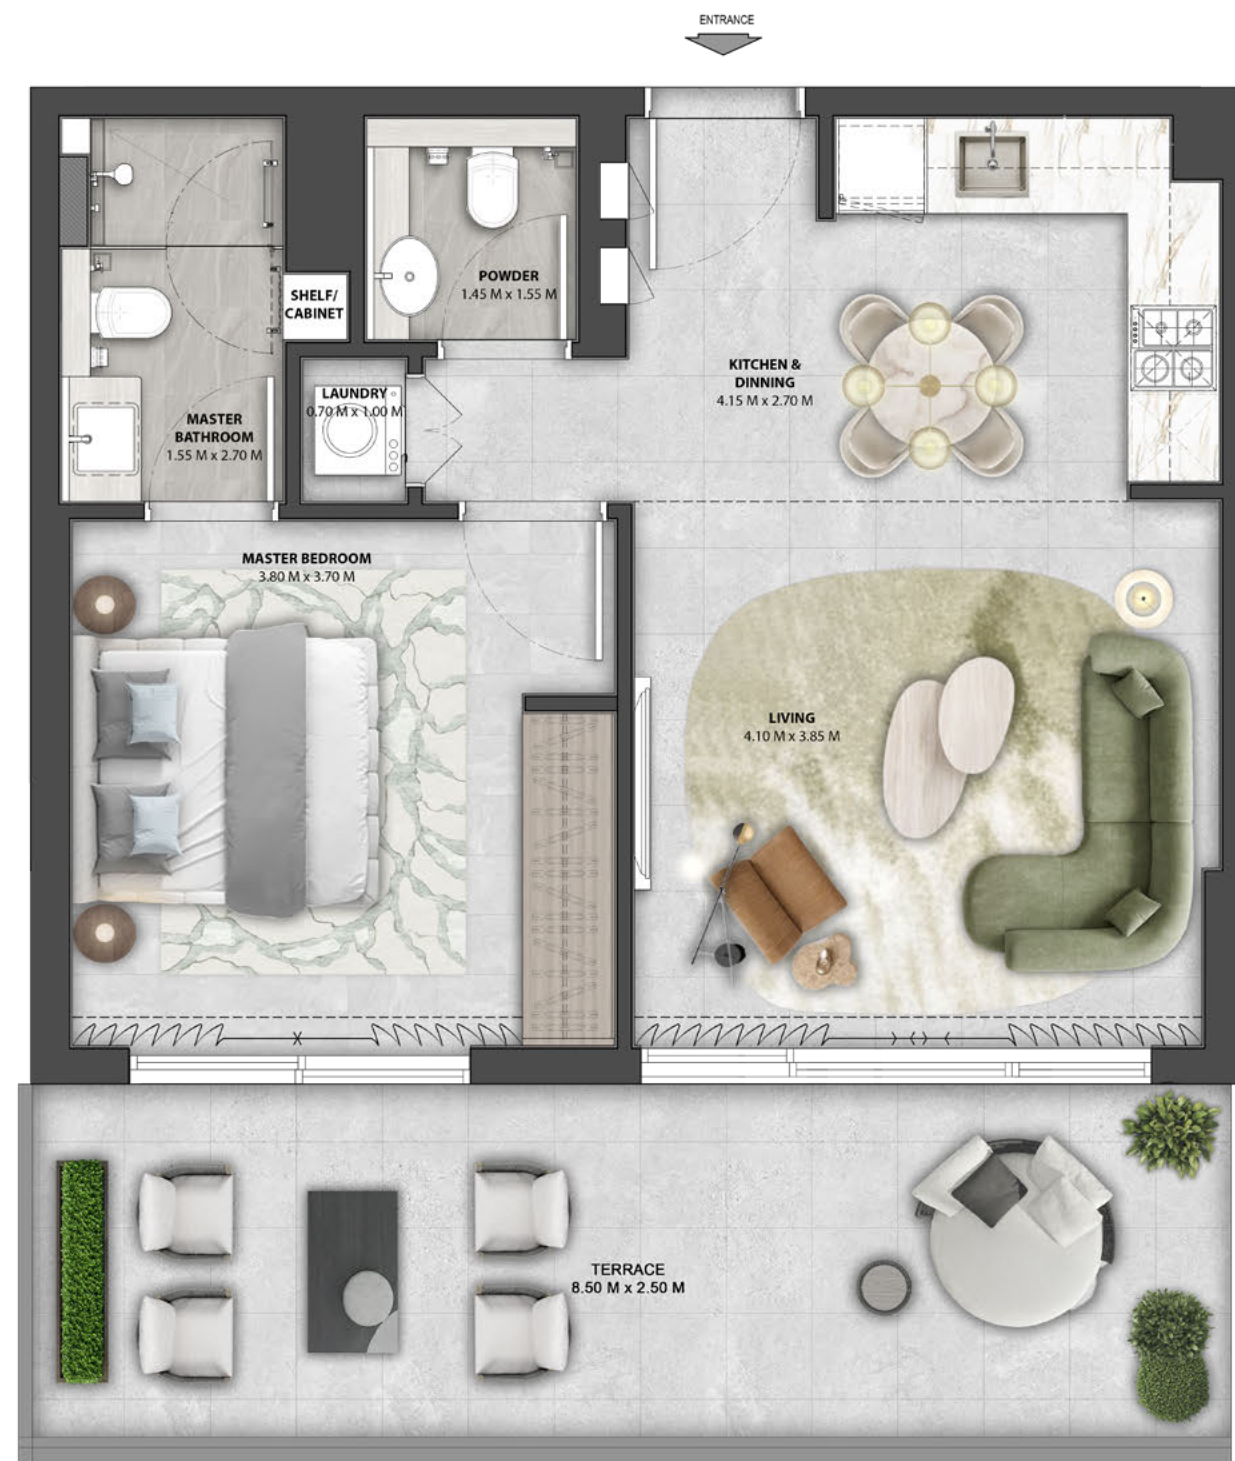 ENTRANCE
POWDER
1.45 M x 1.55 M
SHELF/
CABINET
KITCHEN &
DINNING
4.15 M x 2.70 M
LAUNDRY
0.70 M x 1.00 M
MASTER
BATHROOM
1.55 M x 2.70 M
MASTER BEDROOM
3.80 M x 3.70 M
LIVING
4.10 M x 3.85 M
TERRACE
8.50 M x 2.50 M